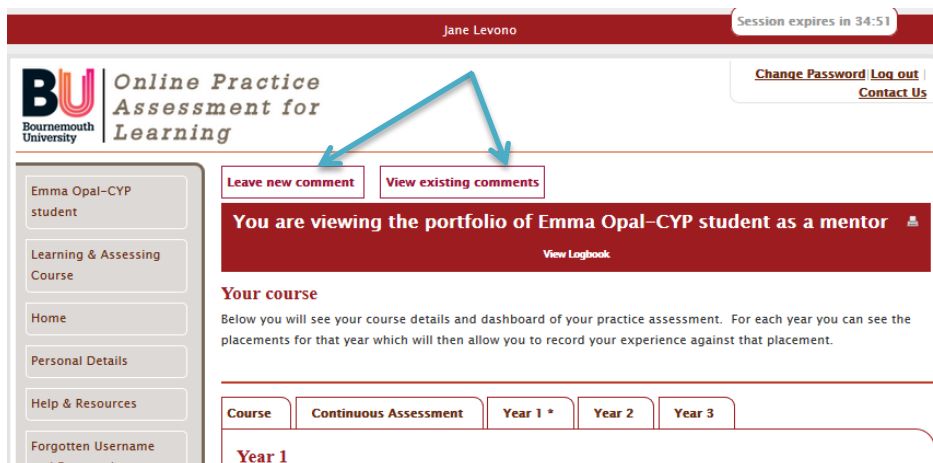 Jane Levono
Session expires in 34:51
BU
Bournemouth
University
Online Practice
Assessment for
Learning
Change Password|Log out |
Contact Us
Emma Opal-CYP
student
Learning & Assessing
Course
Home
Personal Details
Help & Resources
Forgotten Username
Leave new comment
View existing comments
You are viewing the portfolio of Emma Opal-CYP student as a mentor
View Logbook
Your course
Below you will see your course details and dashboard of your practice assessment. For each year you can see the
placements for that year which will then allow you to record your experience against that placement.
Course
Continuous Assessment
Year 1 *
Year 2
Year 3
Year 1